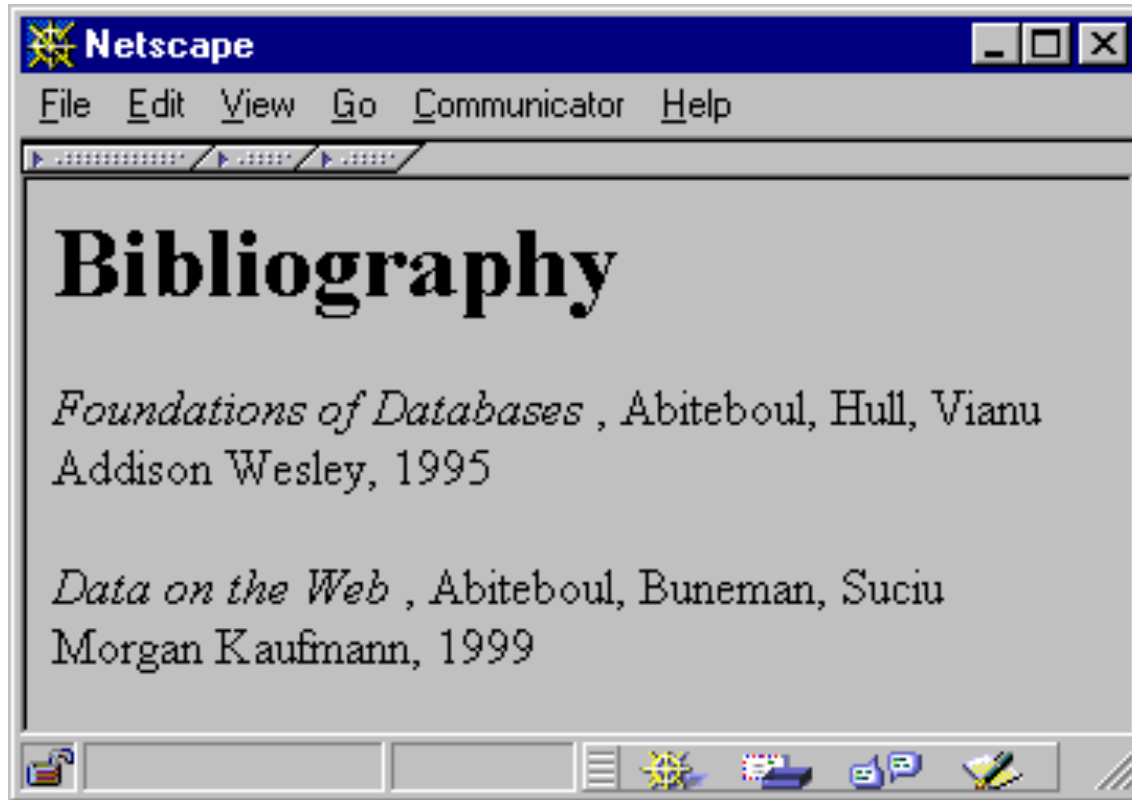 Netscape
File Edit View Go Communicator Help
Bibliography
Foundations of Databases , Abiteboul, Hull, Vianu
Addison Wesley, 1995
Data on the Web , Abiteboul, Buneman, Suciu
Morgan Kaufmann, 1999